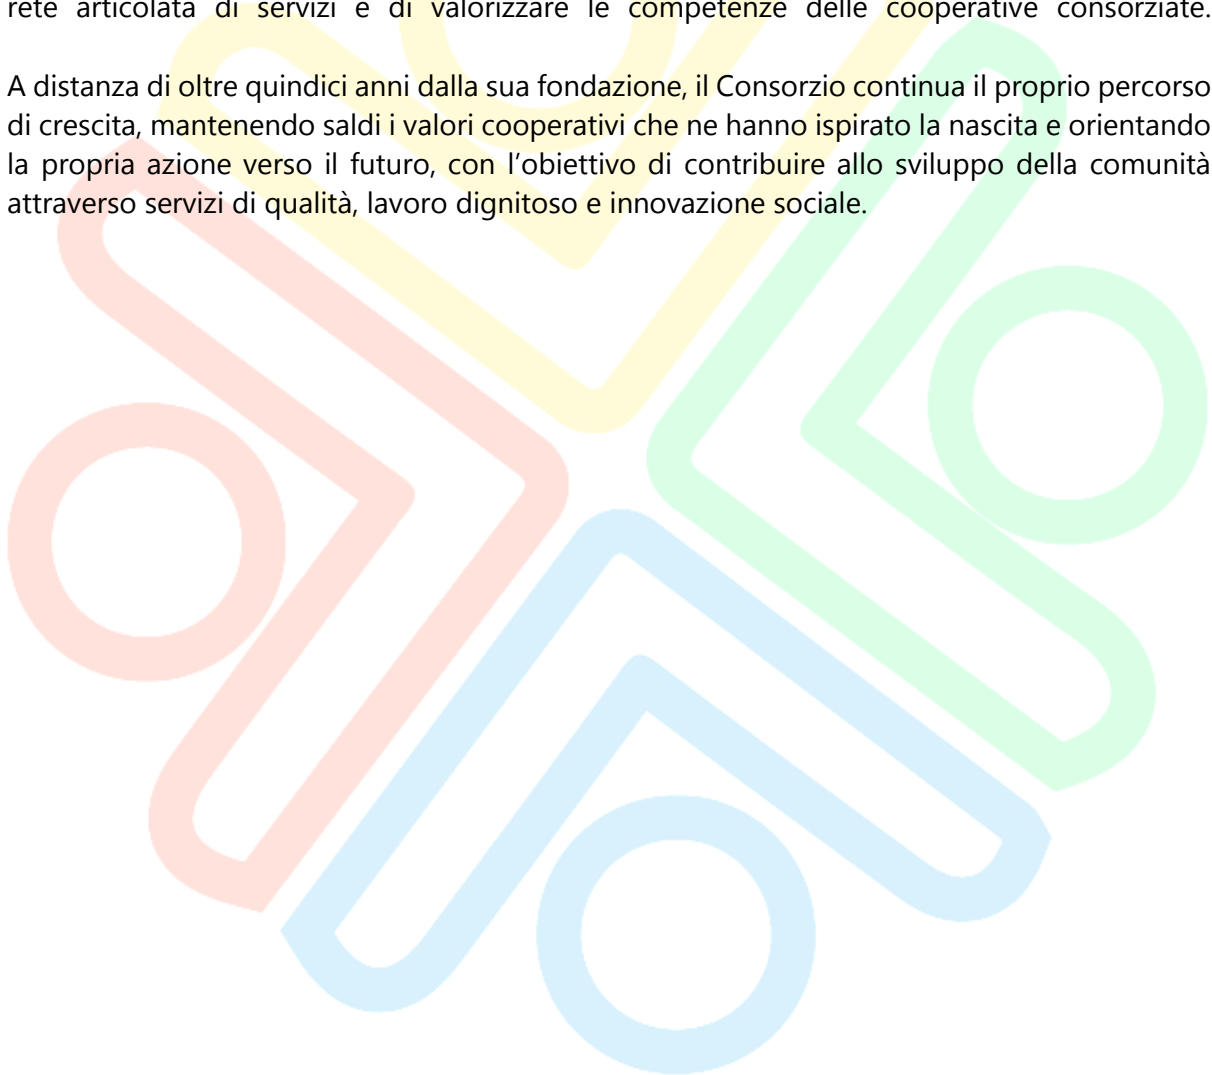 rete articolata di servizi e di valorizzare le competenze delle cooperative consorziate.
A distanza di oltre quindici anni dalla sua fondazione, il Consorzio continua il proprio percorso
di crescita, mantenendo saldi i valori cooperativi che ne hanno ispirato la nascita e orientando
la propria azione verso il futuro, con l’obiettivo di contribuire allo sviluppo della comunità
attraverso servizi di qualità, lavoro dignitoso e innovazione sociale.